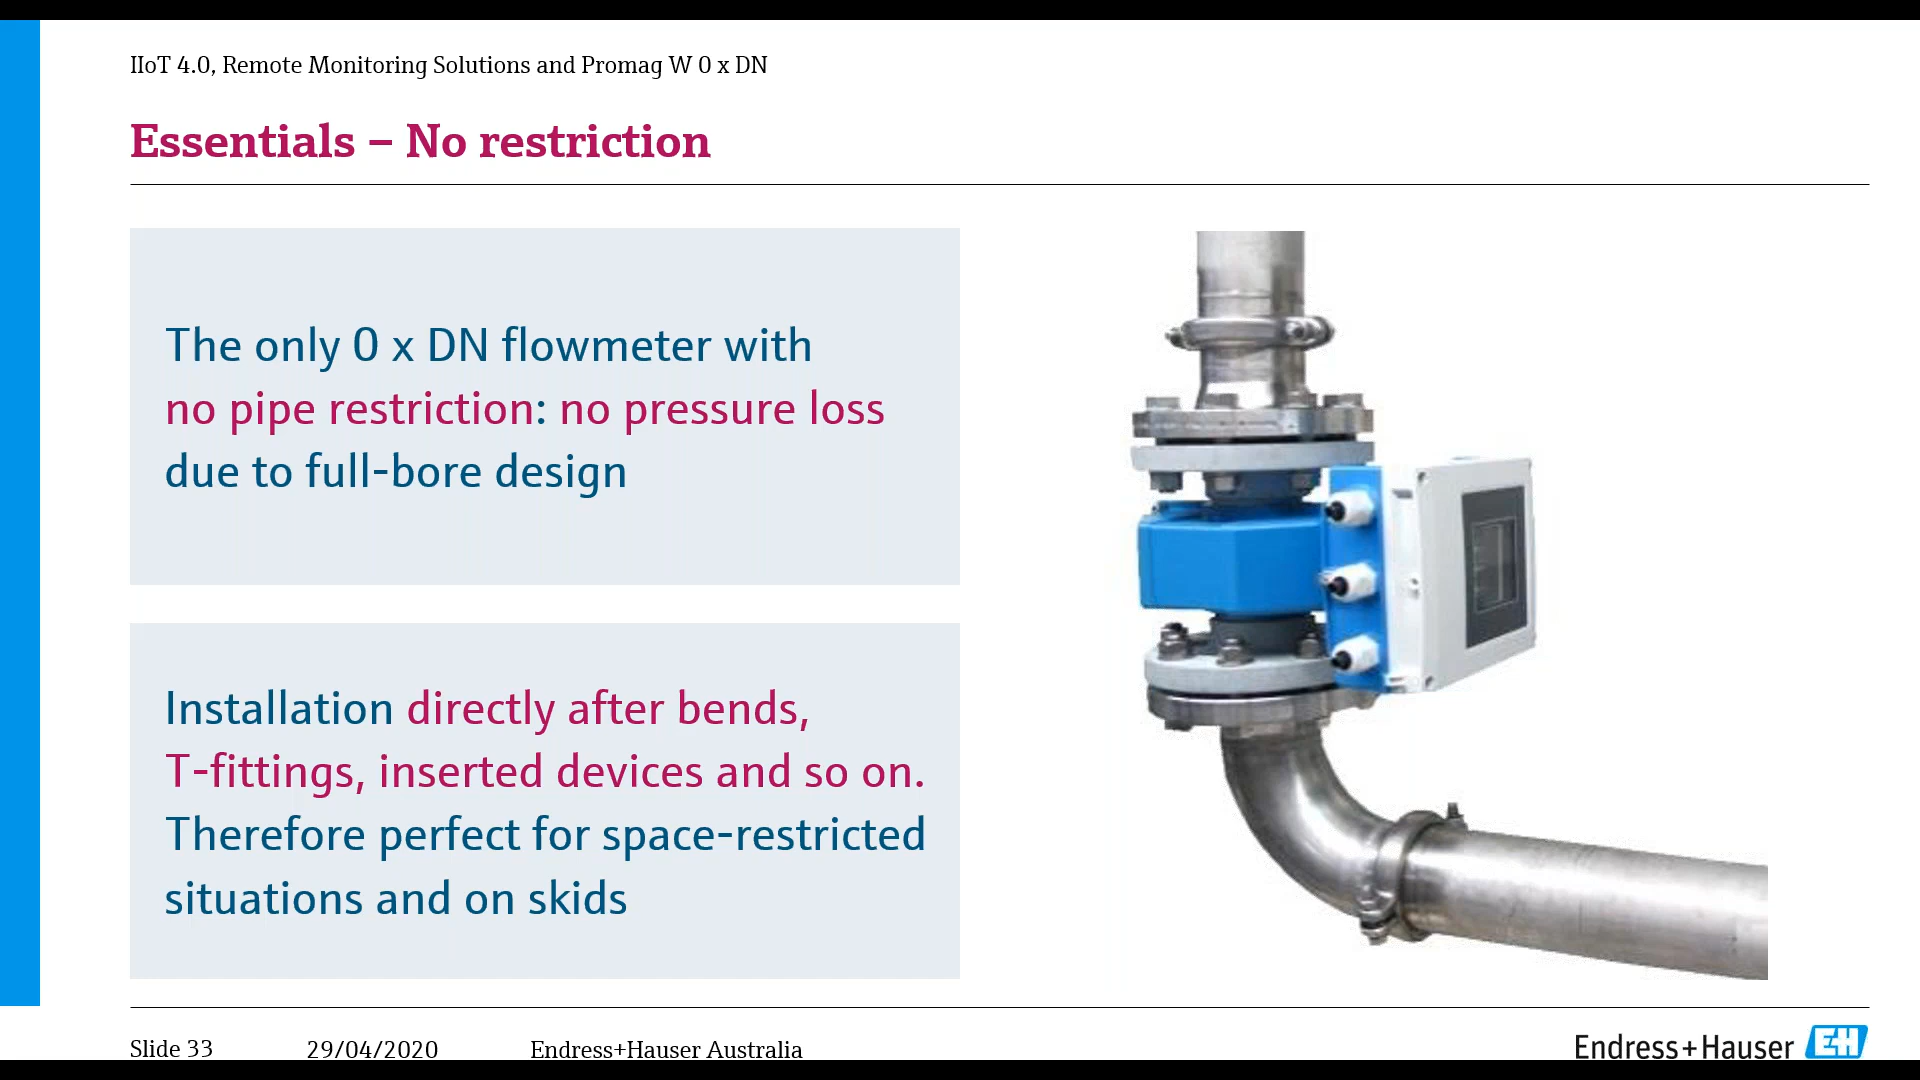 IIoT 4.0, Remote Monitoring Solutions and Promag W 0 x DN
Essentials – No restriction
The only 0 x DN flowmeter with
no pipe restriction: no pressure loss
due to full-bore design
Installation directly after bends,
T-fittings, inserted devices and so on.
Therefore perfect for space-restricted
situations and on skids
Slide 33
29/04/2020
Endress+Hauser Australia
Endress+Hauser EH